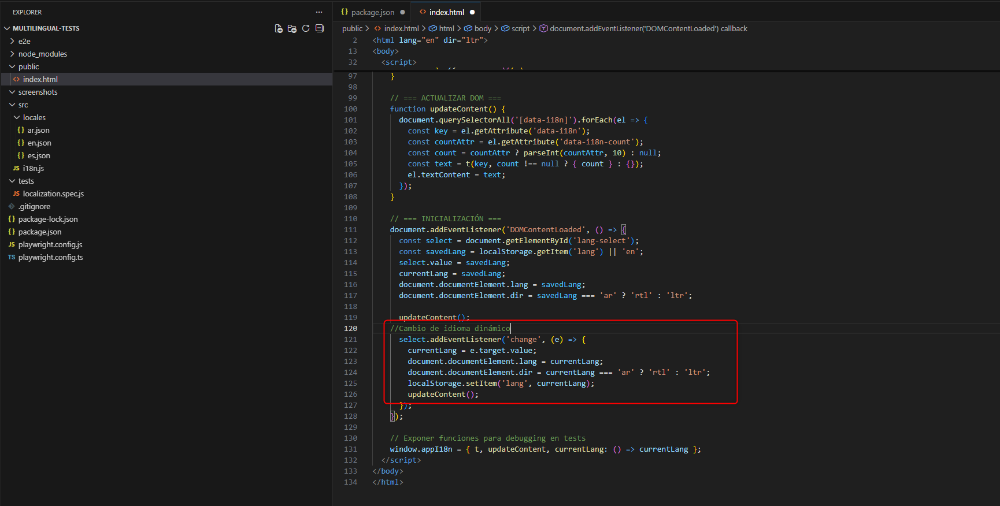 EXPLORER
···
MULTILINGUAL-TESTS
e2e
node_modules
public
<> index.html
screenshots
src
locales
{} ar.json
{} en.json
{} es.json
JS i18n.js
tests
JS localization.spec.js
.gitignore
{} package-lock.json
{} package.json
JS playwright.config.js
TS playwright.config.ts
{} package.json ●
<> index.html ●
public > <> index.html > html > body > script > document.addEventListener('DOMContentLoaded') callback
2 <html lang="en" dir="ltr">
13 <body>
32 <script>
97 }
98
99 // === ACTUALIZAR DOM ===
100 function updateContent() {
101 document.querySelectorAll('[data-i18n]').forEach(el => {
102 const key = el.getAttribute('data-i18n');
103 const countAttr = el.getAttribute('data-i18n-count');
104 const count = countAttr ? parseInt(countAttr, 10) : null;
105 const text = t(key, count !== null ? { count } : {});
106 el.textContent = text;
107 });
108 }
109
110 // === INICIALIZACIÓN ===
111 document.addEventListener('DOMContentLoaded', () => {
112 const select = document.getElementById('lang-select');
113 const savedLang = localStorage.getItem('lang') || 'en';
114 select.value = savedLang;
115 currentLang = savedLang;
116 document.documentElement.lang = savedLang;
117 document.documentElement.dir = savedLang === 'ar' ? 'rtl' : 'ltr';
118
119 updateContent();
120 //Cambio de idioma dinámico
121 select.addEventListener('change', (e) => {
122 currentLang = e.target.value;
123 document.documentElement.lang = currentLang;
124 document.documentElement.dir = currentLang === 'ar' ? 'rtl' : 'ltr';
125 localStorage.setItem('lang', currentLang);
126 updateContent();
127 });
128 });
129
130 // Exponer funciones para debugging en tests
131 window.appI18n = { t, updateContent, currentLang: () => currentLang };
132 </script>
133 </body>
134 </html>